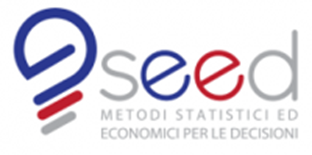 seed
METODI STATISTICI ED
ECONOMICI PER LE DECISIONI